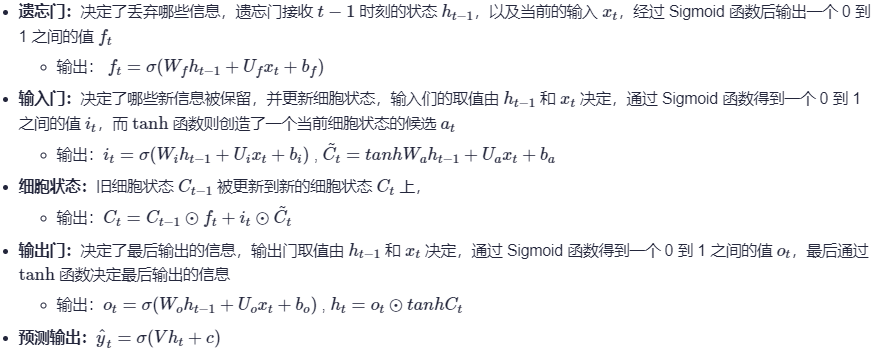 • 遗忘门：决定了丢弃哪些信息，遗忘门接收 $t-1$ 时刻的状态 $h_{t-1}$，以及当前的输入 $x_t$，经过 Sigmoid 函数后输出一个 0 到
1 之间的值 $f_t$
◦ 输出： $f_t = \sigma(W_f h_{t-1} + U_f x_t + b_f)$
• 输入门：决定了哪些新信息被保留，并更新细胞状态，输入们的取值由 $h_{t-1}$ 和 $x_t$ 决定，通过 Sigmoid 函数得到一个 0 到 1
之间的值 $i_t$，而 $\tanh$ 函数则创造了一个当前细胞状态的候选 $a_t$
◦ 输出：$i_t = \sigma(W_i h_{t-1} + U_i x_t + b_i)$ , $\tilde{C}_t = tanhW_a h_{t-1} + U_a x_t + b_a$
• 细胞状态：旧细胞状态 $C_{t-1}$ 被更新到新的细胞状态 $C_t$ 上，
◦ 输出：$C_t = C_{t-1} \odot f_t + i_t \odot \tilde{C}_t$
• 输出门：决定了最后输出的信息，输出门取值由 $h_{t-1}$ 和 $x_t$ 决定，通过 Sigmoid 函数得到一个 0 到 1 之间的值 $o_t$，最后通过
$\tanh$ 函数决定最后输出的信息
◦ 输出：$o_t = \sigma(W_o h_{t-1} + U_o x_t + b_o)$ , $h_t = o_t \odot tanhC_t$
• 预测输出：$\hat{y}_t = \sigma(V h_t + c)$